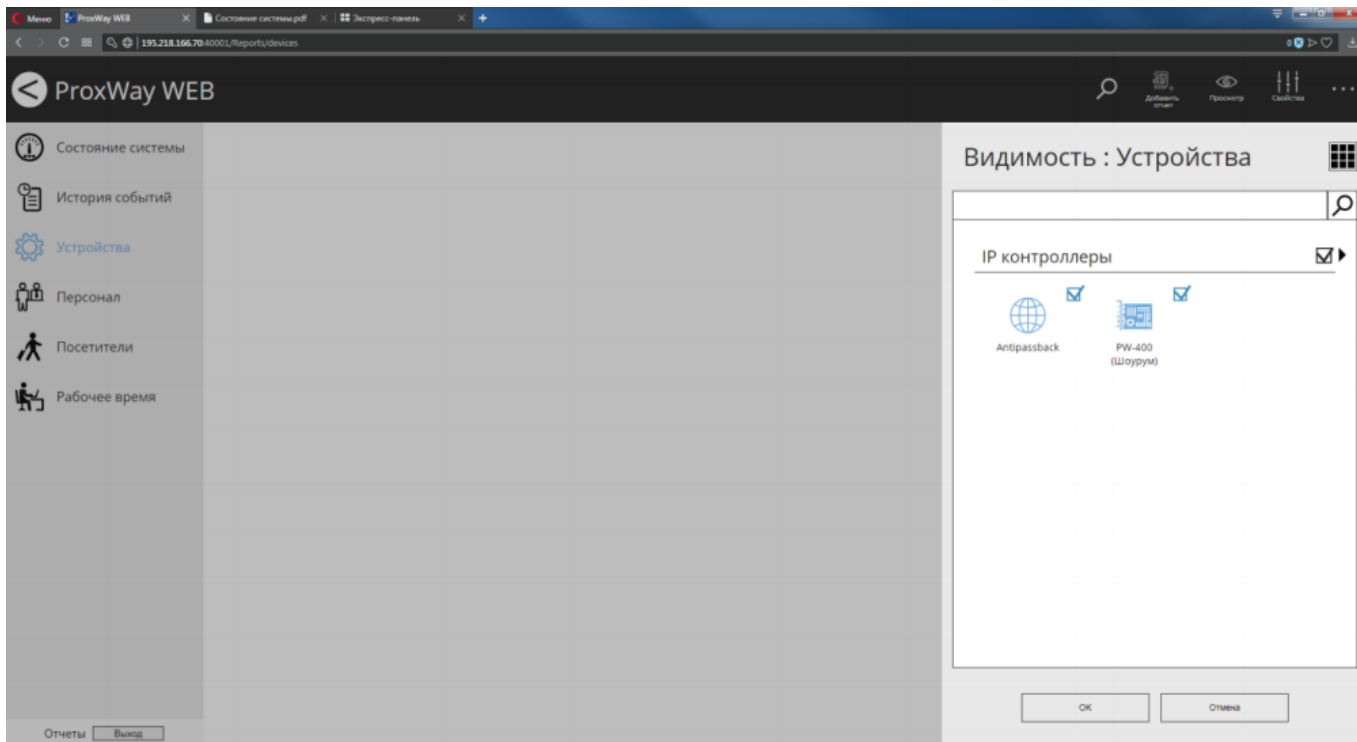 Меню ProxWay WEB Состояние системы.pdf Экспресс-панель
195.218.166.70:40001/Reports/devices 0
ProxWay WEB
Добавить отчет Просмотр Свойства
Состояние системы
История событий
Устройства
Персонал
Посетители
Рабочее время
Отчеты Выход
Видимость : Устройства
IP контроллеры
Antipassback
PW-400
(Шоурум)
OK Отмена